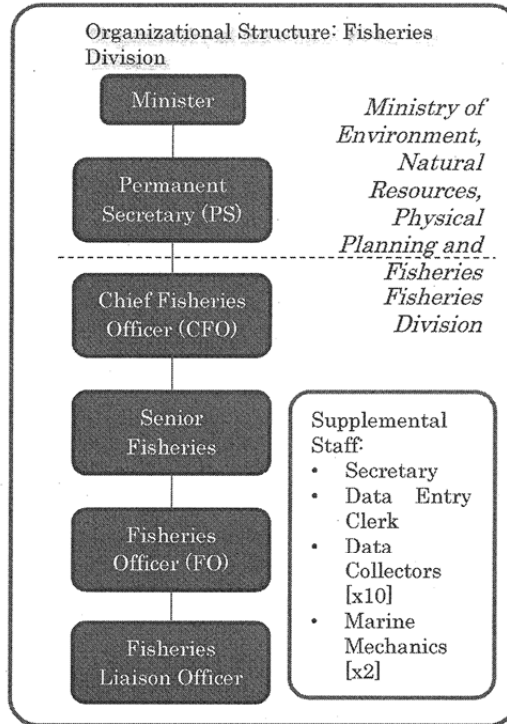 Organizational Structure: Fisheries
Division
Minister
Ministry of
Environment,
Natural
Resources,
Physical
Planning and
Fisheries
Fisheries
Division
Permanent
Secretary (PS)
Chief Fisheries
Officer (CFO)
Senior
Fisheries
Fisheries
Officer (FO)
Fisheries
Liaison Officer
Supplemental
Staff:
• Secretary
• Data Entry
Clerk
• Data
Collectors
[x10]
• Marine
Mechanics
[x2]